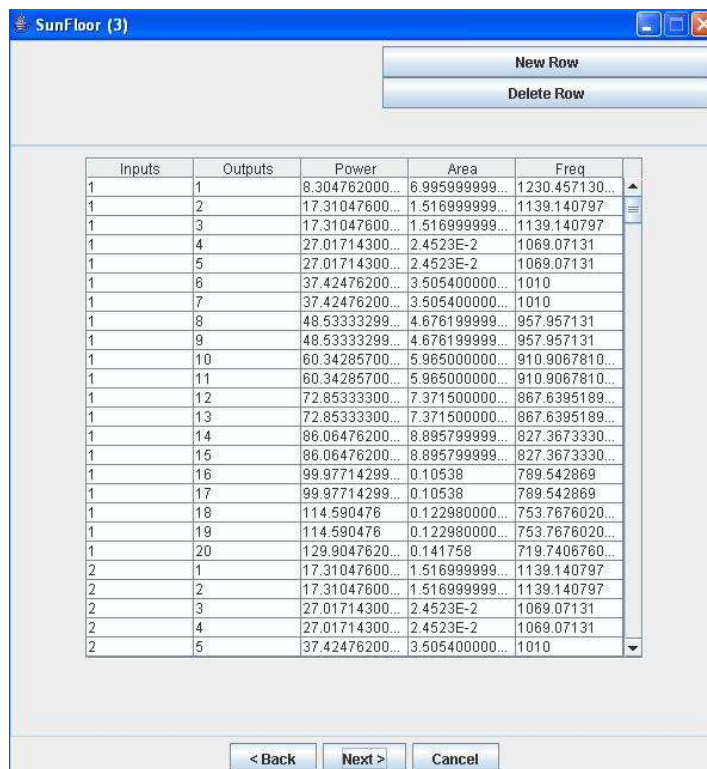 SunFloor (3)
New Row
Delete Row
Inputs Outputs Power Area Freq
1 1 8.304762000... 6.995999999... 1230.457130...
1 2 17.31047600... 1.516999999... 1139.140797
1 3 17.31047600... 1.516999999... 1139.140797
1 4 27.01714300... 2.4523E-2 1069.07131
1 5 27.01714300... 2.4523E-2 1069.07131
1 6 37.42476200... 3.505400000... 1010
1 7 37.42476200... 3.505400000... 1010
1 8 48.53333299... 4.676199999... 957.957131
1 9 48.53333299... 4.676199999... 957.957131
1 10 60.34285700... 5.965000000... 910.9067810...
1 11 60.34285700... 5.965000000... 910.9067810...
1 12 72.85333300... 7.371500000... 867.6395189...
1 13 72.85333300... 7.371500000... 867.6395189...
1 14 86.06476200... 8.895799999... 827.3673330...
1 15 86.06476200... 8.895799999... 827.3673330...
1 16 99.97714299... 0.10538 789.542869
1 17 99.97714299... 0.10538 789.542869
1 18 114.590476 0.122980000... 753.7676020...
1 19 114.590476 0.122980000... 753.7676020...
1 20 129.9047620... 0.141758 719.7406760...
2 1 17.31047600... 1.516999999... 1139.140797
2 2 17.31047600... 1.516999999... 1139.140797
2 3 27.01714300... 2.4523E-2 1069.07131
2 4 27.01714300... 2.4523E-2 1069.07131
2 5 37.42476200... 3.505400000... 1010
< Back Next > Cancel